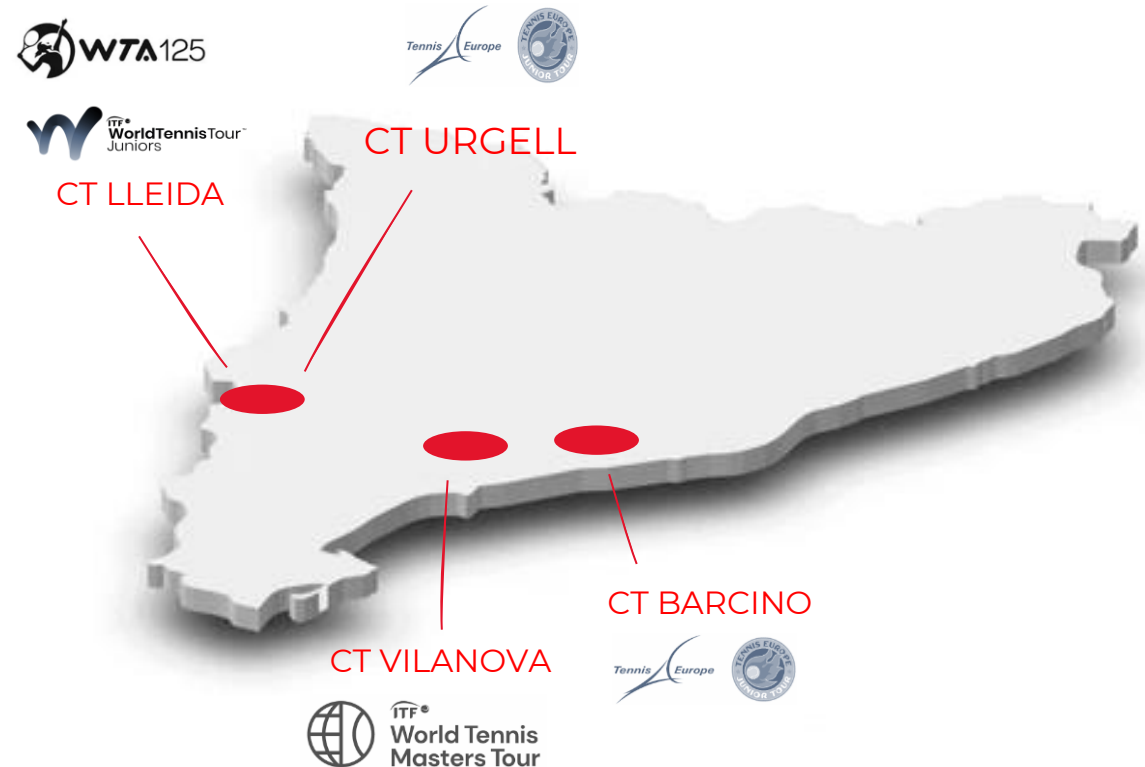 WTA125
ITF
WorldTennisTour
Juniors
CT LLEIDA
Tennis Europe
TENNIS EUROPE
JUNIOR TOUR
CT URGELL
CT BARCINO
Tennis Europe
TENNIS EUROPE
JUNIOR TOUR
CT VILANOVA
ITF
World Tennis
Masters Tour